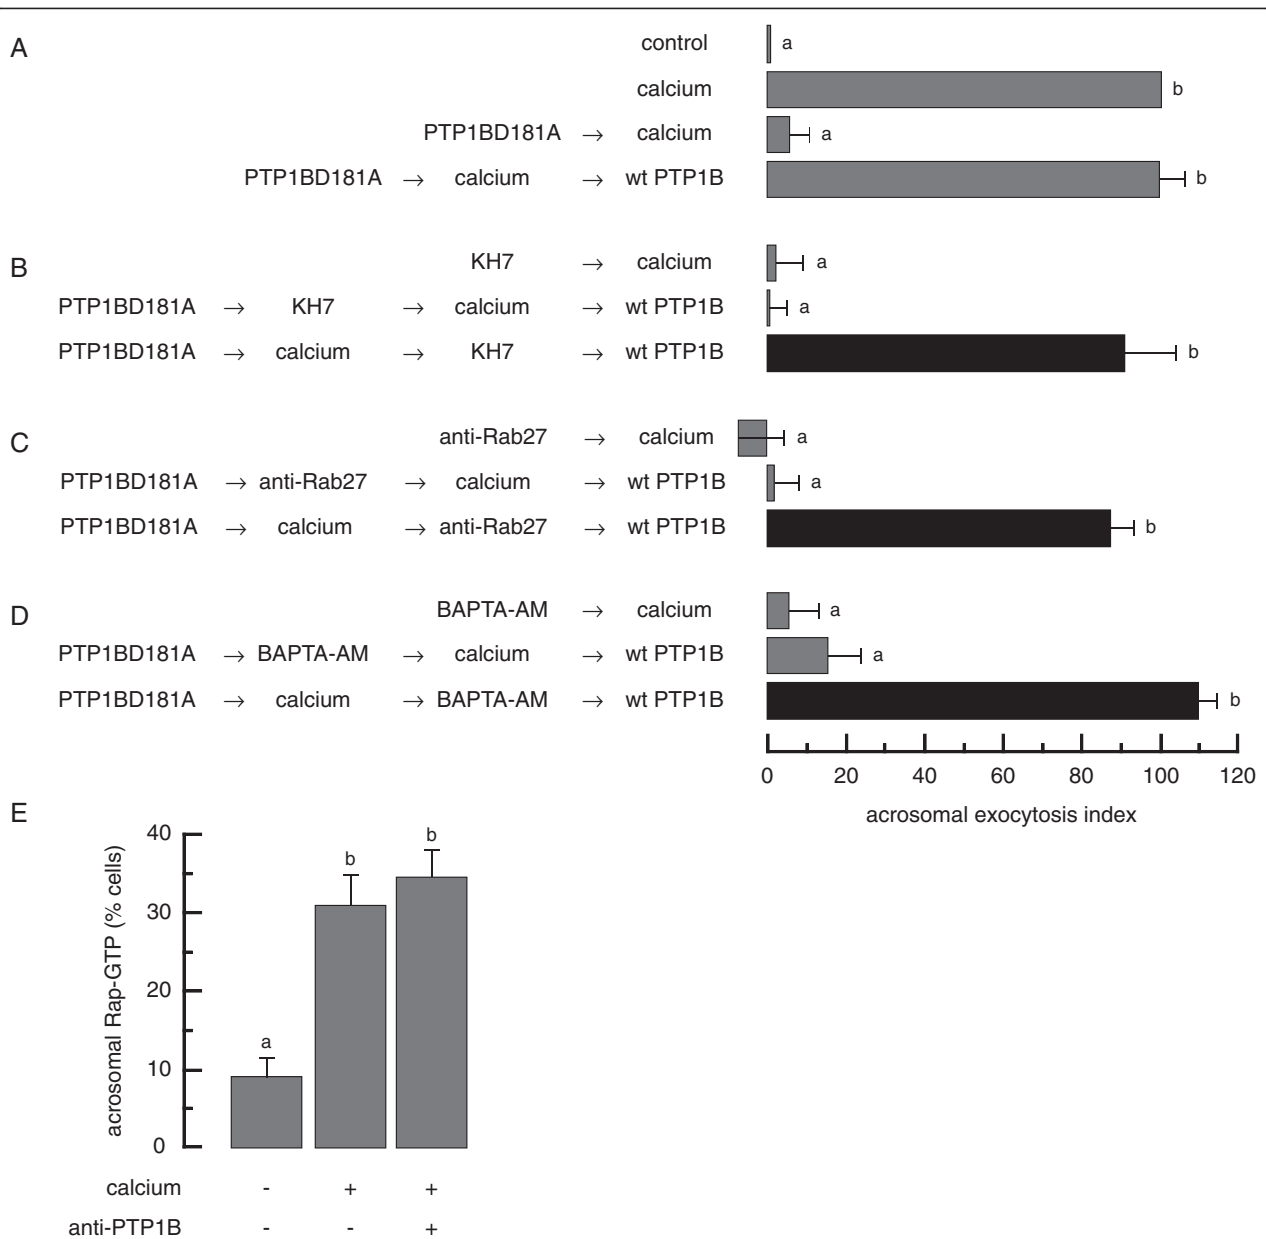 A
control a
calcium b
PTP1BD181A → calcium a
PTP1BD181A → calcium → wt PTP1B b
B
KH7 → calcium a
PTP1BD181A → KH7 → calcium → wt PTP1B a
PTP1BD181A → calcium → KH7 → wt PTP1B b
C
anti-Rab27 → calcium a
PTP1BD181A → anti-Rab27 → calcium → wt PTP1B a
PTP1BD181A → calcium → anti-Rab27 → wt PTP1B b
D
BAPTA-AM → calcium a
PTP1BD181A → BAPTA-AM → calcium → wt PTP1B a
PTP1BD181A → calcium → BAPTA-AM → wt PTP1B b
0 20 40 60 80 100 120
acrosomal exocytosis index
E
acrosomal Rap-GTP (% cells)
40
30
20
10
0
a b b
calcium - + +
anti-PTP1B - - +